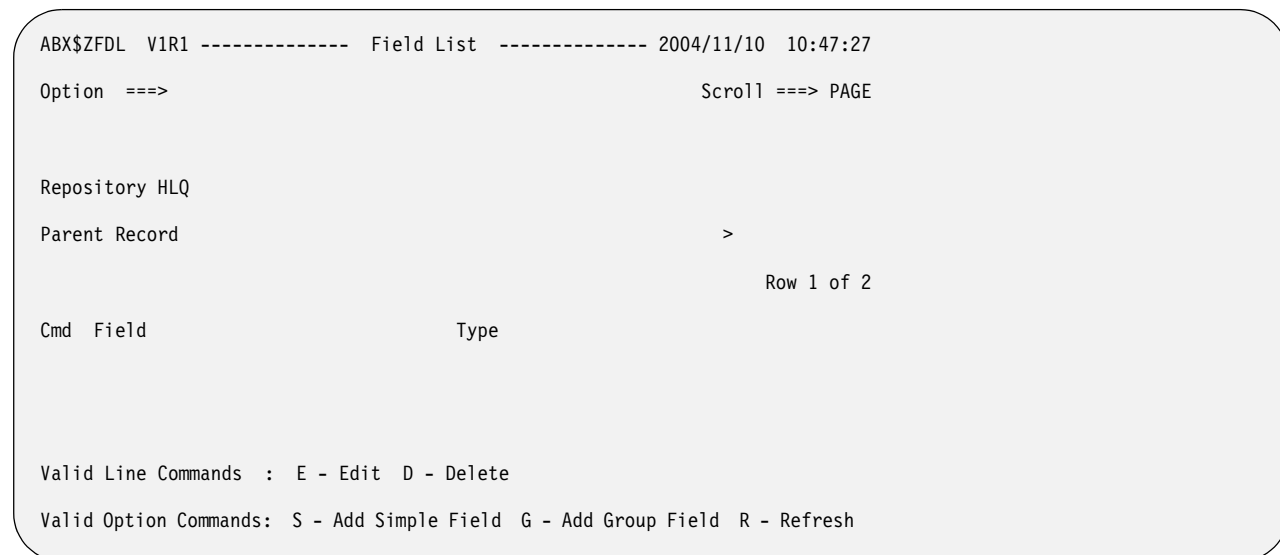 ABX$ZFDL V1R1 -------------- Field List -------------- 2004/11/10 10:47:27
Option ===> Scroll ===> PAGE
Repository HLQ
Parent Record >
Row 1 of 2
Cmd Field Type
Valid Line Commands : E - Edit D - Delete
Valid Option Commands: S - Add Simple Field G - Add Group Field R - Refresh